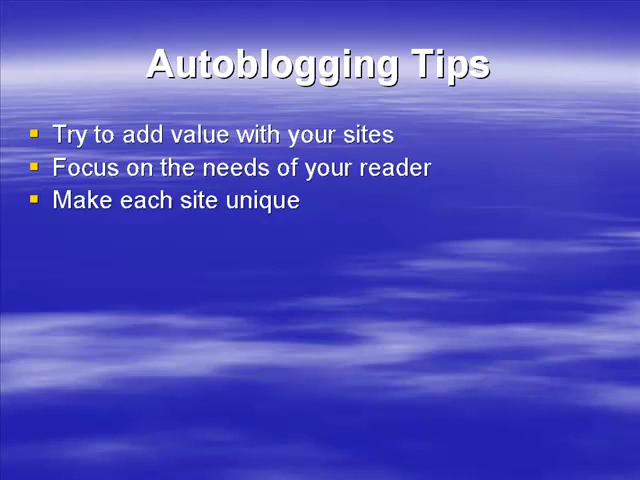 Autoblogging Tips
Try to add value with your sites
Focus on the needs of your reader
Make each site unique